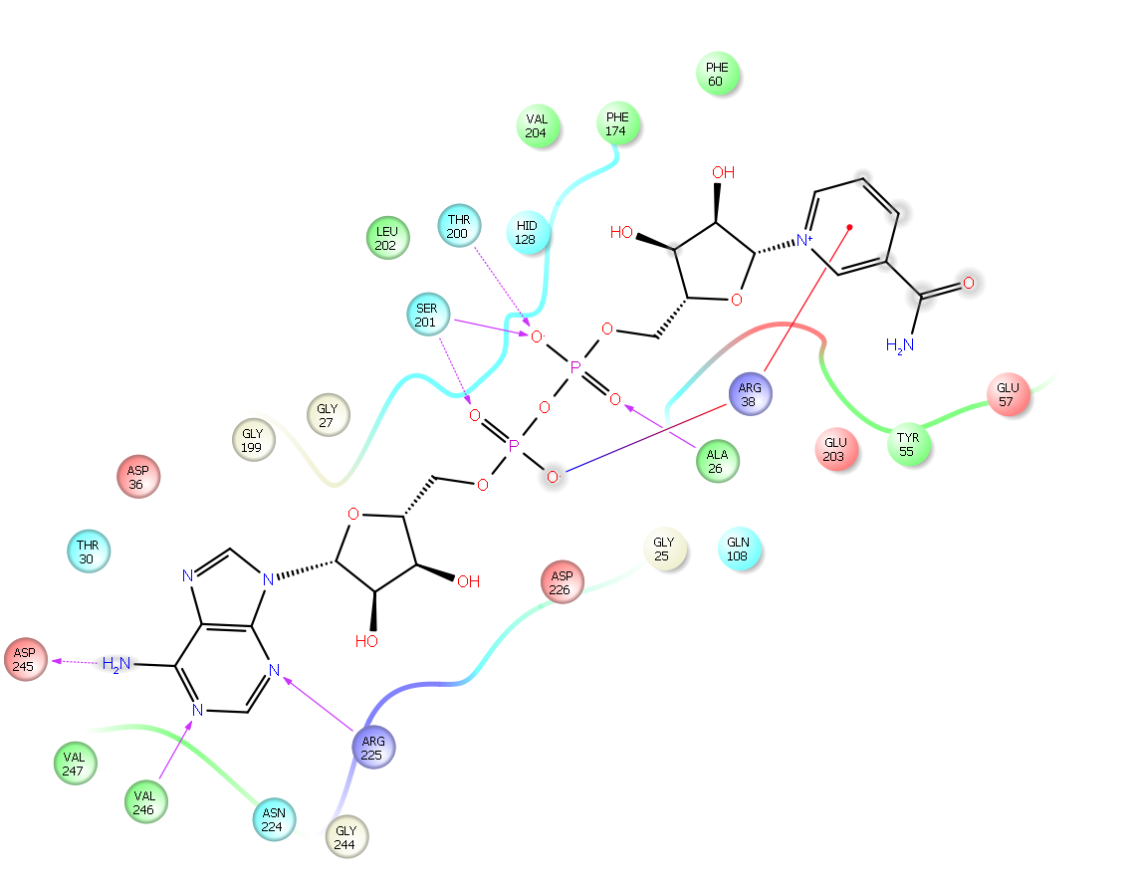 PHE
60
VAL
204
PHE
174
OH
LEU
202
THR
200
HID
128
HO
N+
O
O
SER
201
O-
O
H2N
P
O
O
O
ARG
38
GLU
57
GLY
27
O
GLY
199
P
O-
ALA
26
GLU
203
TYR
55
ASP
36
O
O
THR
30
N
N
OH
ASP
226
GLY
25
GLN
108
HO
ASP
245
H2N
N
N
ARG
225
VAL
247
VAL
246
ASN
224
GLY
244